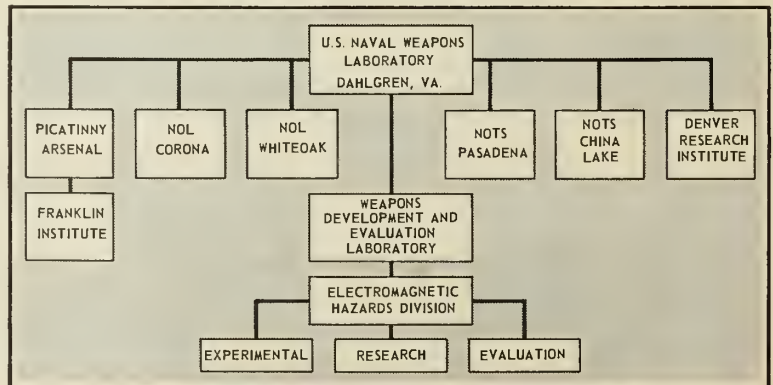 U.S. NAVAL WEAPONS
LABORATORY
DAHLGREN, VA.
PICATINNY
ARSENAL
NOL
CORONA
NOL
WHITEOAK
NOTS
PASADENA
NOTS
CHINA
LAKE
DENVER
RESEARCH
INSTITUTE
FRANKLIN
INSTITUTE
WEAPONS
DEVELOPMENT AND
EVALUATION
LABORATORY
ELECTROMAGNETIC
HAZARDS DIVISION
EXPERIMENTAL
RESEARCH
EVALUATION